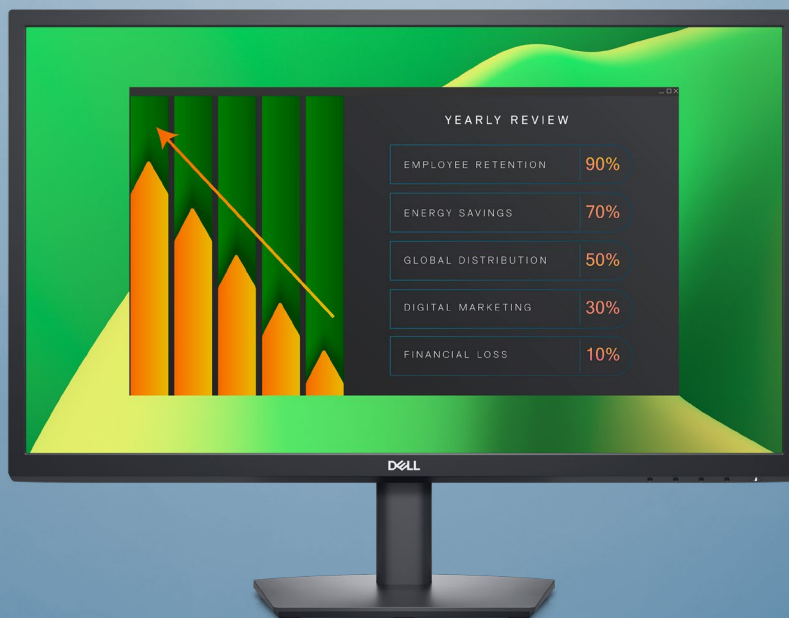 YEARLY REVIEW
EMPLOYEE RETENTION 90%
ENERGY SAVINGS 70%
GLOBAL DISTRIBUTION 50%
DIGITAL MARKETING 30%
FINANCIAL LOSS 10%
DELL